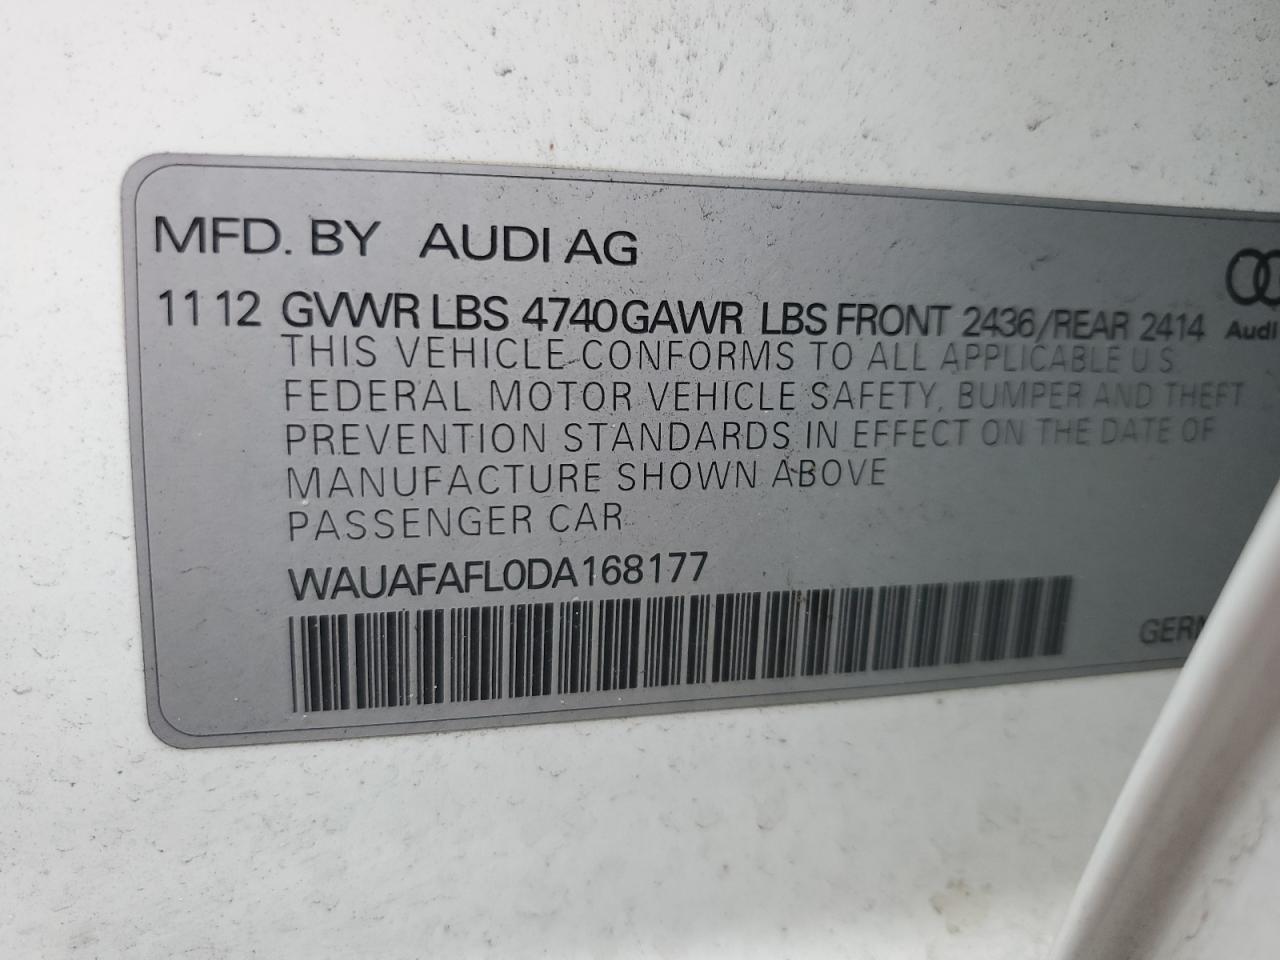 MFD. BY AUDI AG
11 12 GVWR LBS 4740 GAWR LBS FRONT 2436/REAR 2414
Audi
THIS VEHICLE CONFORMS TO ALL APPLICABLE U S
FEDERAL MOTOR VEHICLE SAFETY, BUMPER AND THEFT
PREVENTION STANDARDS IN EFFECT ON THE DATE OF
MANUFACTURE SHOWN ABOVE
PASSENGER CAR
WAUAFAFL0DA168177